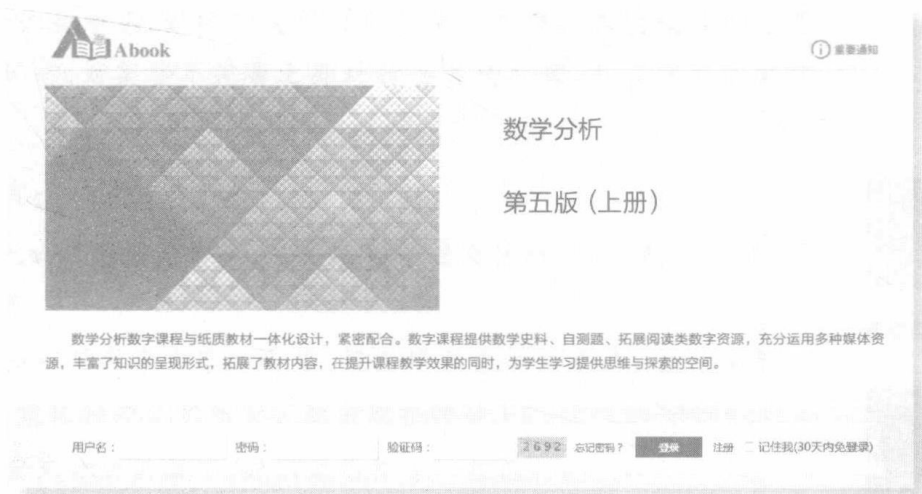 Abook
重要通知
数学分析
第五版(上册)
数学分析数字课程与纸质教材一体化设计,紧密配合。数字课程提供数学史料、自测题、拓展阅读类数字资源,充分运用多种媒体资
源,丰富了知识的呈现形式,拓展了教材内容,在提升课程教学效果的同时,为学生学习提供思维与探索的空间。
用户名: 密码: 验证码: 2692 忘记密码? 登录 注册 记住我(30天内免登录)